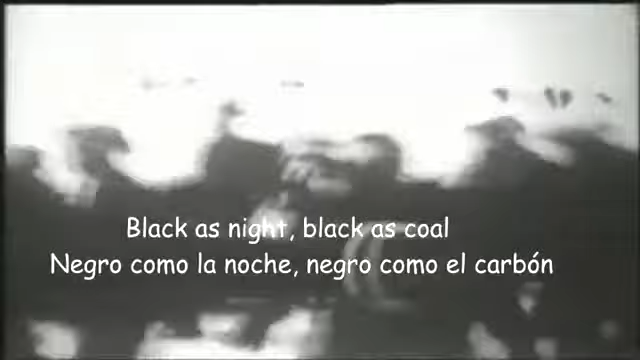 Black as night, black as coal
Negro como la noche, negro como el carbón